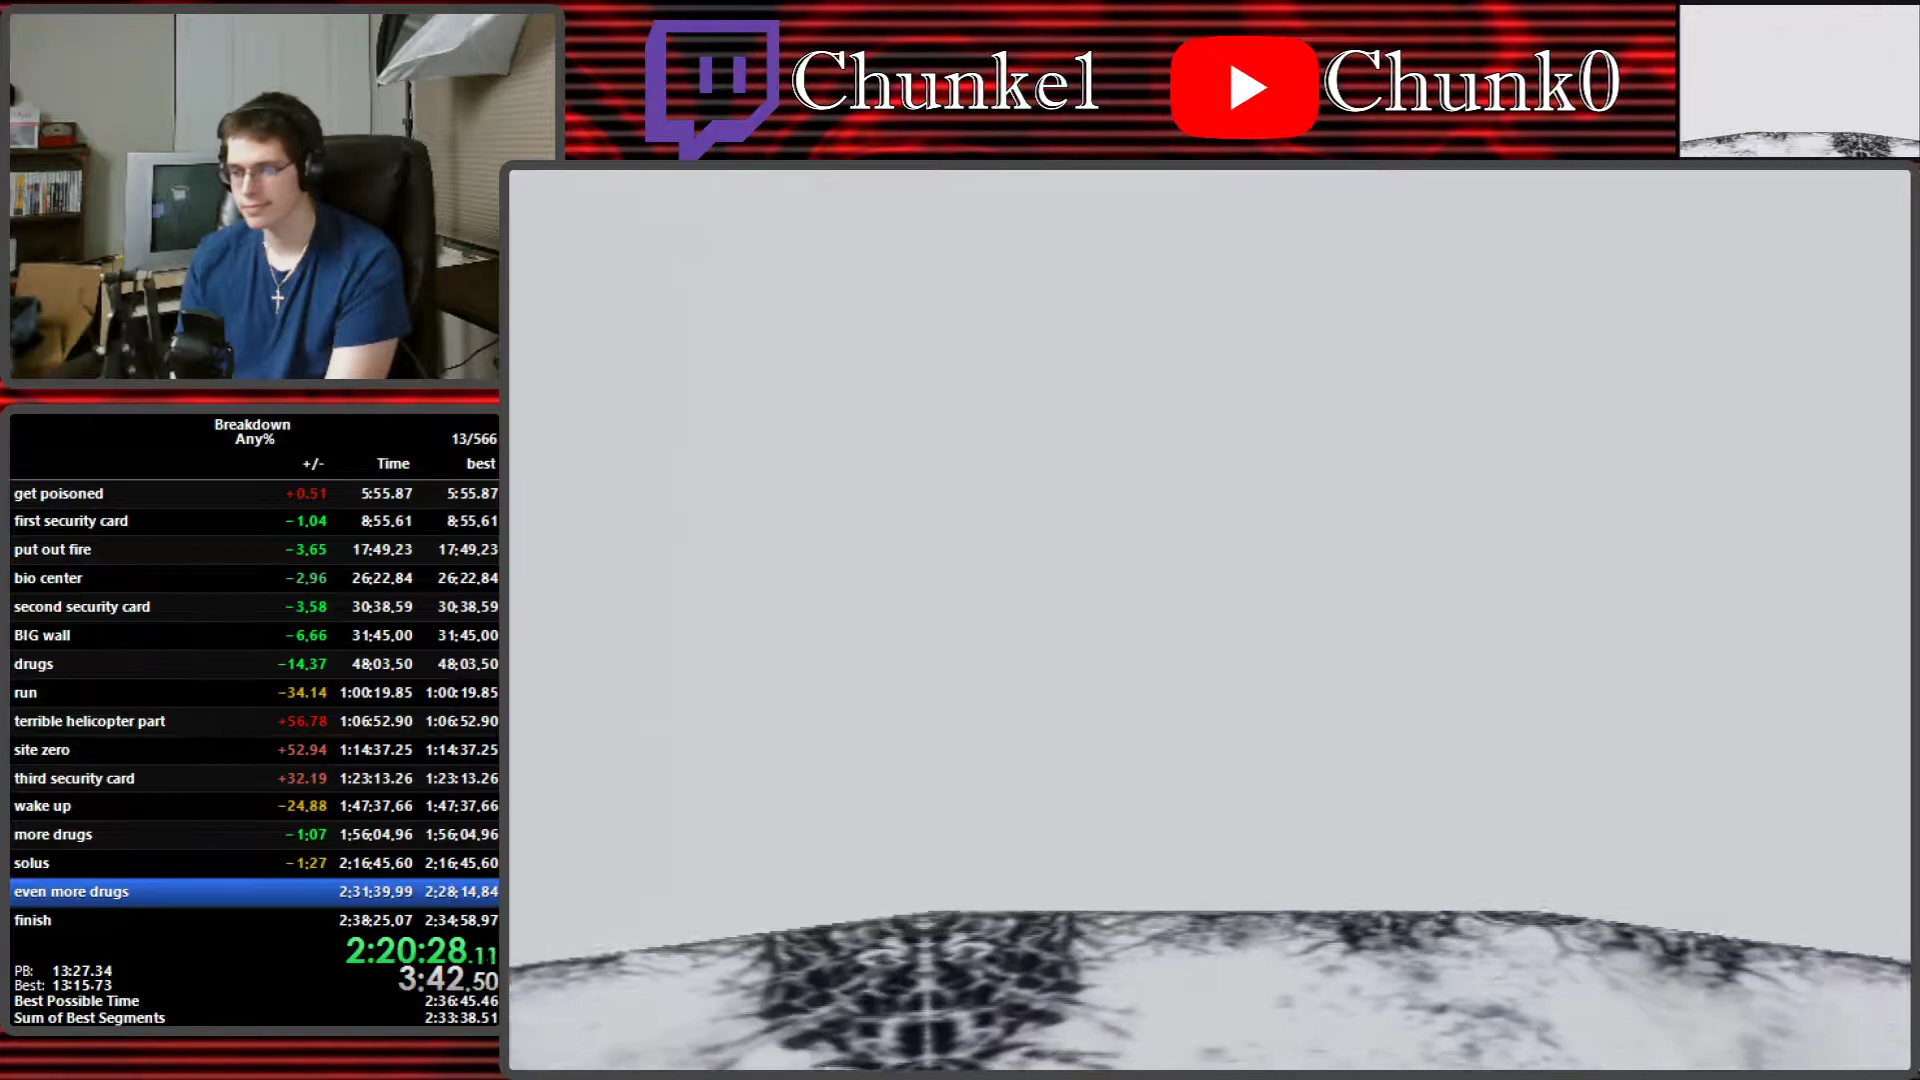 Chunke1
Chunk0
Breakdown
Any% 13/566
+/- Time best
get poisoned +0.51 5:55.87 5:55.87
first security card −1.04 8:55.61 8:55.61
put out fire −3.65 17:49.23 17:49.23
bio center −2.96 26:22.84 26:22.84
second security card −3.58 30:38.59 30:38.59
BIG wall −6.66 31:45.00 31:45.00
drugs −14.37 48:03.50 48:03.50
run −34.14 1:00:19.85 1:00:19.85
terrible helicopter part +56.78 1:06:52.90 1:06:52.90
site zero +52.94 1:14:37.25 1:14:37.25
third security card +32.19 1:23:13.26 1:23:13.26
wake up −24.88 1:47:37.66 1:47:37.66
more drugs −1:07 1:56:04.96 1:56:04.96
solus −1:27 2:16:45.60 2:16:45.60
even more drugs 2:31:39.99 2:28:14.84
finish 2:38:25.07 2:34:58.97
2:20:28.11
PB: 13:27.34
Best: 13:15.73
3:42.50
Best Possible Time 2:36:45.46
Sum of Best Segments 2:33:38.51